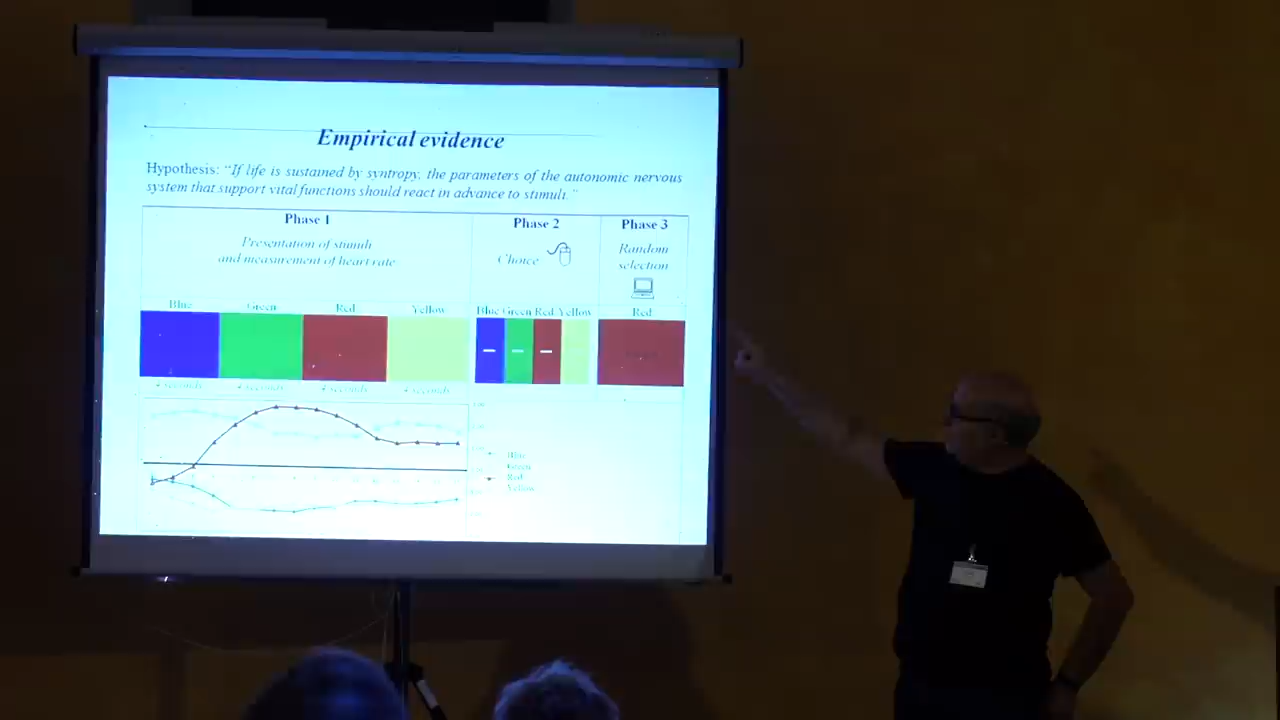 Empirical evidence
Hypothesis: "If life is sustained by syntropy, the parameters of the autonomic nervous
system that support vital functions should react in advance to stimuli."
Phase 1
Presentation of stimuli
and measurement of heart rate
Phase 2
Choice
Phase 3
Random
selection
Blue Green Red Yellow
Blue Green Red Yellow
Red
4 seconds 4 seconds 4 seconds 4 seconds
Blue
Green
Red
Yellow